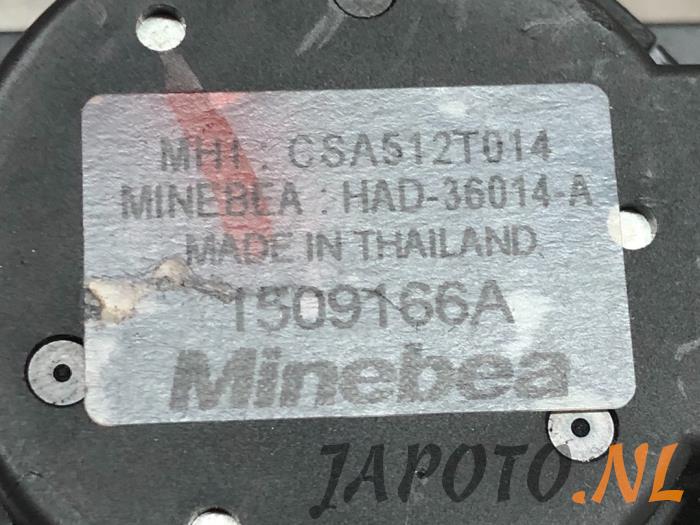 MHI : CSA512T014
MINEBEA : HAD-36014-A
MADE IN THAILAND
1509166A
Minebea
JAPOTO.NL